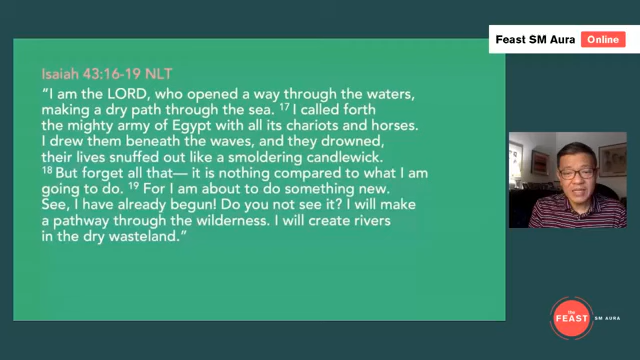 Feast SM Aura Online
Isaiah 43:16-19 NLT
“I am the LORD, who opened a way through the waters,
making a dry path through the sea. 17 I called forth
the mighty army of Egypt with all its chariots and horses.
I drew them beneath the waves, and they drowned,
their lives snuffed out like a smoldering candlewick.
18 But forget all that— it is nothing compared to what I am
going to do. 19 For I am about to do something new.
See, I have already begun! Do you not see it? I will make
a pathway through the wilderness. I will create rivers
in the dry wasteland.”
the
FEAST SM AURA